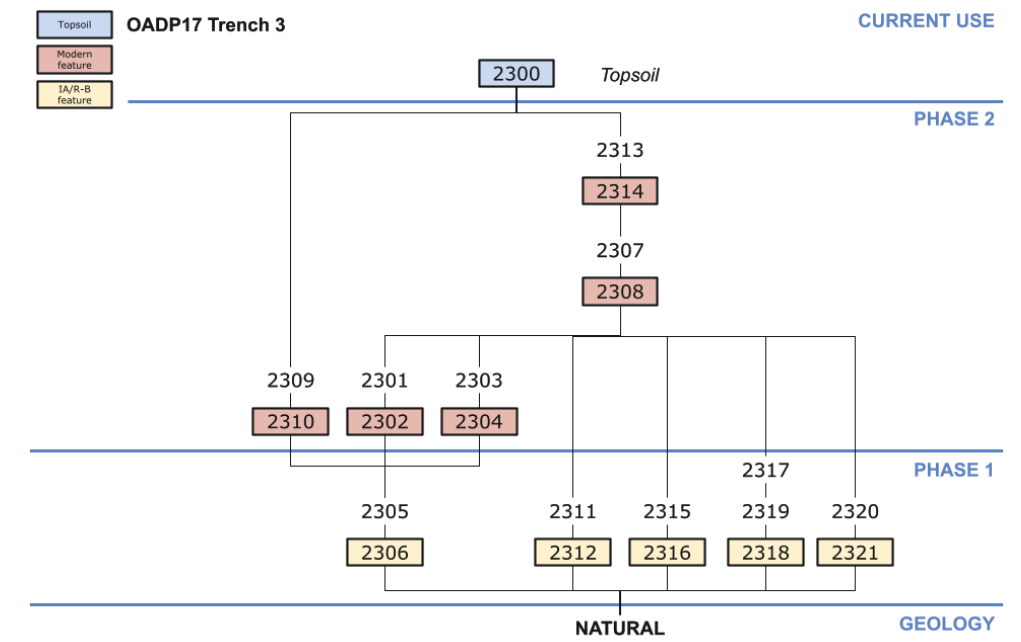 Topsoil
OADP17 Trench 3
CURRENT USE
Modern
feature
2300
Topsoil
IA/R-B
feature
PHASE 2
2313
2314
2307
2308
2309 2301 2303
2310 2302 2304
PHASE 1
2317
2305 2311 2315 2319 2320
2306 2312 2316 2318 2321
NATURAL
GEOLOGY